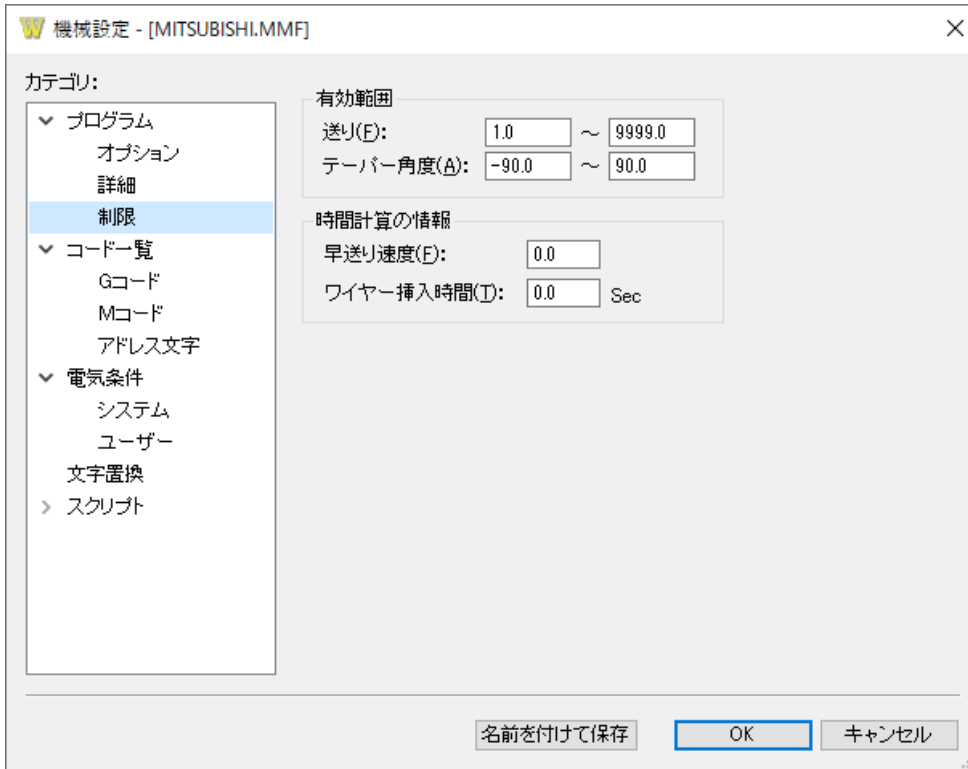 機械設定 - [MITSUBISHI.MMF]
カテゴリ:
プログラム
オプション
詳細
制限
コード一覧
Gコード
Mコード
アドレス文字
電気条件
システム
ユーザー
文字置換
スクリプト
有効範囲
送り(F): 1.0 ～ 9999.0
テーパー角度(A): -90.0 ～ 90.0
時間計算の情報
早送り速度(F): 0.0
ワイヤー挿入時間(T): 0.0 Sec
名前を付けて保存 OK キャンセル